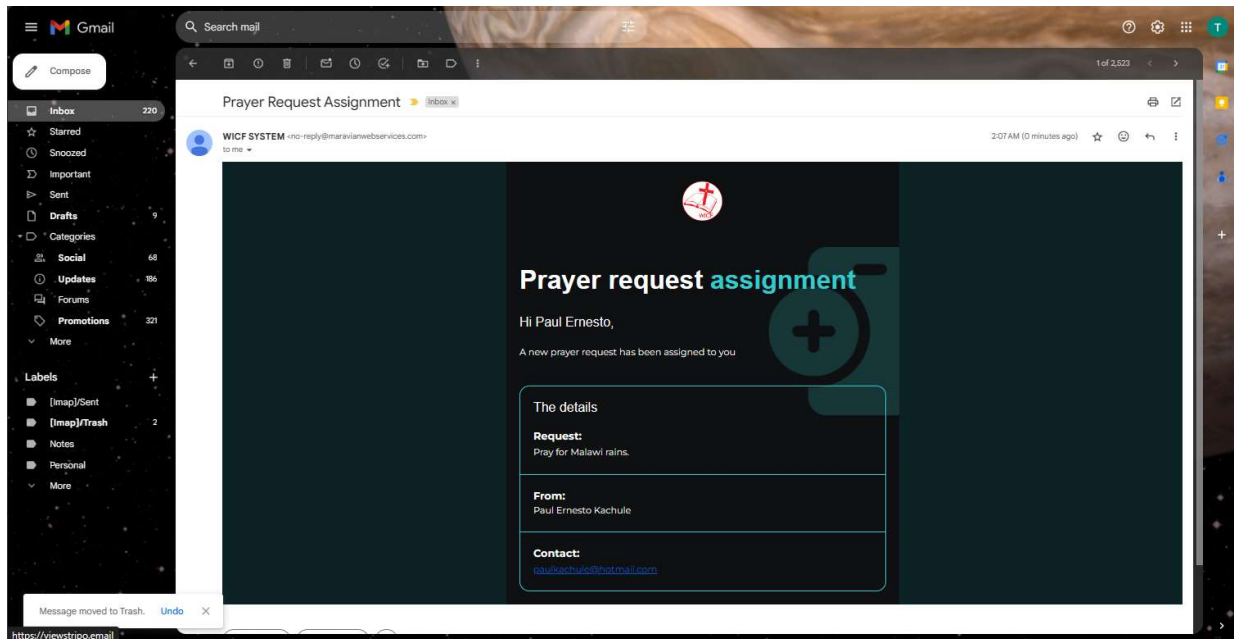 Gmail
Search mail
T
Compose
1 of 2,523
Inbox 220
Starred
Snoozed
Important
Sent
Drafts 9
Categories
Social 68
Updates 186
Forums
Promotions 321
More
Labels
[Imap]/Sent
[Imap]/Trash 2
Notes
Personal
More
Prayer Request Assignment Inbox x
WICF SYSTEM <no-reply@maravianwebservices.com>
to me
2:07 AM (0 minutes ago)
WICF
Prayer request assignment
Hi Paul Ernesto,
A new prayer request has been assigned to you
The details
Request:
Pray for Malawi rains.
From:
Paul Ernesto Kachule
Contact:
paulkachule@hotmail.com
Message moved to Trash. Undo
https://viewstripo.email